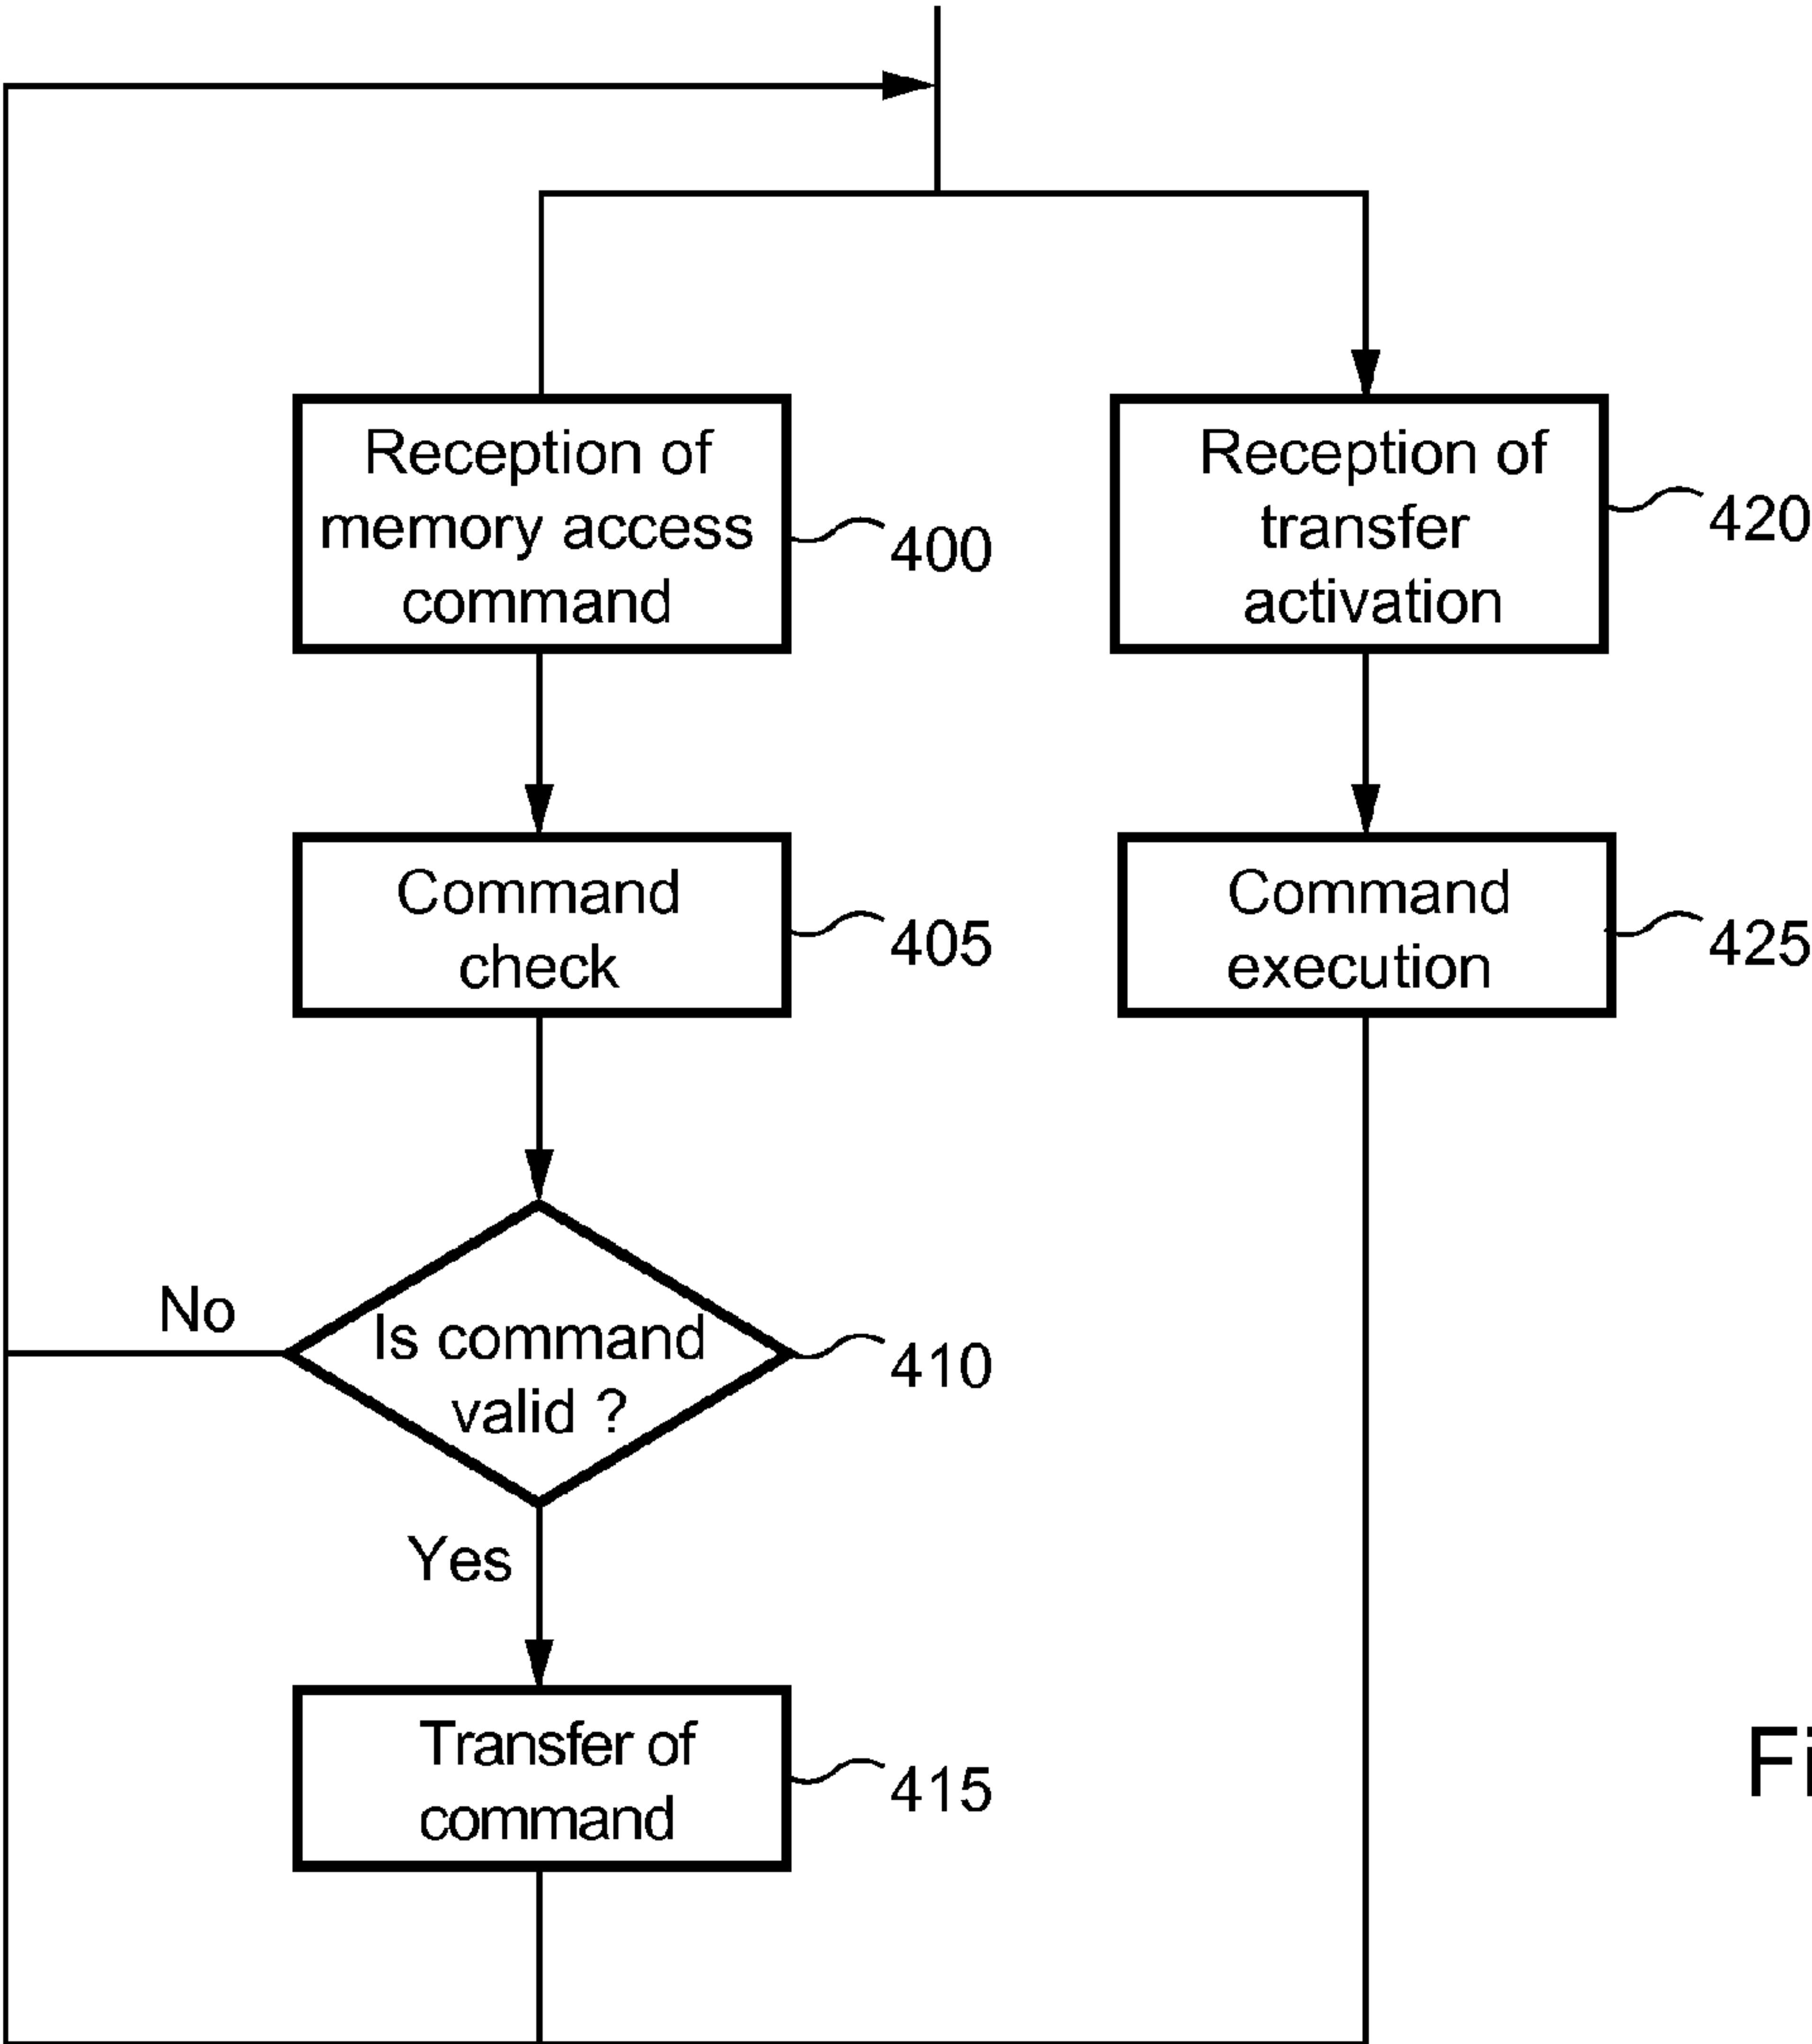 Reception of
memory access
command
400
Reception of
transfer
activation
420
Command
check
405
Command
execution
425
No
Is command
valid ?
410
Yes
Transfer of
command
415